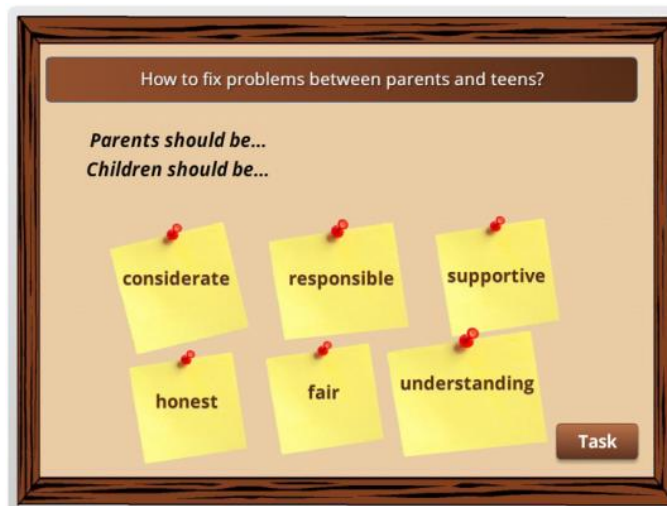 How to fix problems between parents and teens?
Parents should be...
Children should be...
considerate
responsible
supportive
honest
fair
understanding
Task